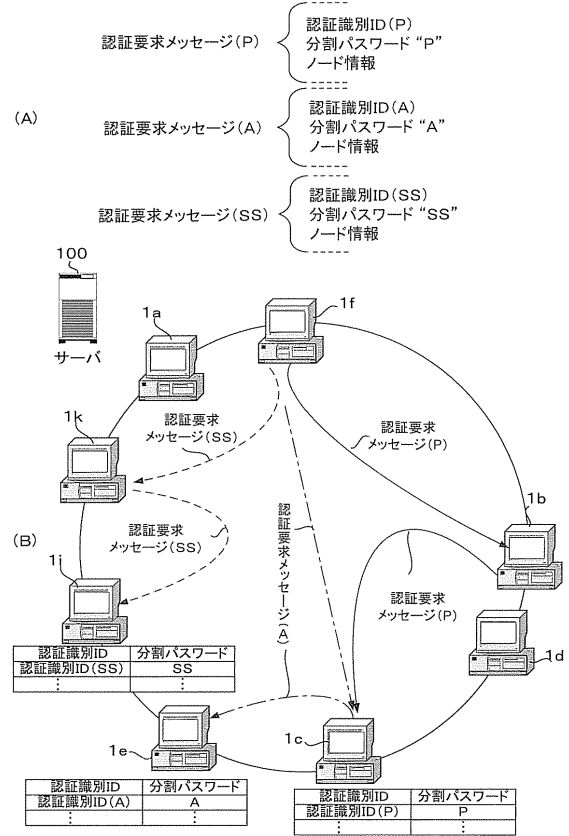 (A)
認証要求メッセージ(P)
認証識別ID(P)
分割パスワード “P”
ノード情報
認証要求メッセージ(A)
認証識別ID(A)
分割パスワード “A”
ノード情報
認証要求メッセージ(SS)
認証識別ID(SS)
分割パスワード “SS”
ノード情報
100
サーバ
(B)
1a
1f
1k
認証要求
メッセージ(SS)
認証要求
メッセージ(P)
1b
認証要求
メッセージ(SS)
認証要求メッセージ(A)
認証要求
メッセージ(P)
1i
1d
認証識別ID 分割パスワード
認証識別ID(SS) SS
⋮ ⋮
1e
1c
認証識別ID 分割パスワード
認証識別ID(A) A
⋮ ⋮
認証識別ID 分割パスワード
認証識別ID(P) P
⋮ ⋮